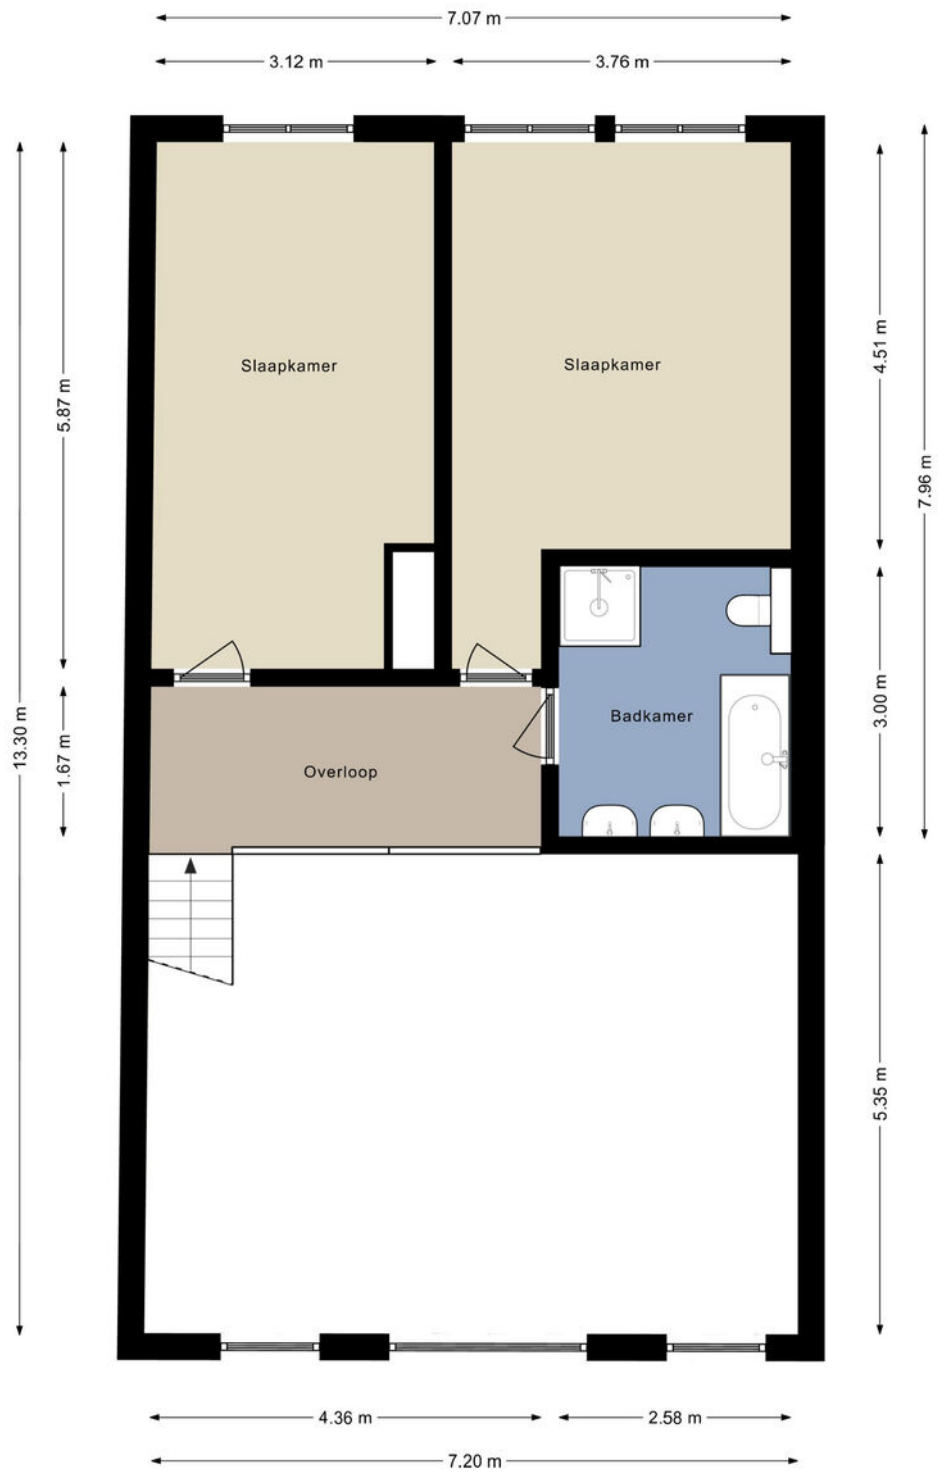 7.07 m
3.12 m
3.76 m
Slaapkamer
Slaapkamer
4.51 m
5.87 m
7.96 m
13.30 m
1.67 m
3.00 m
Badkamer
Overloop
5.35 m
4.36 m
2.58 m
7.20 m